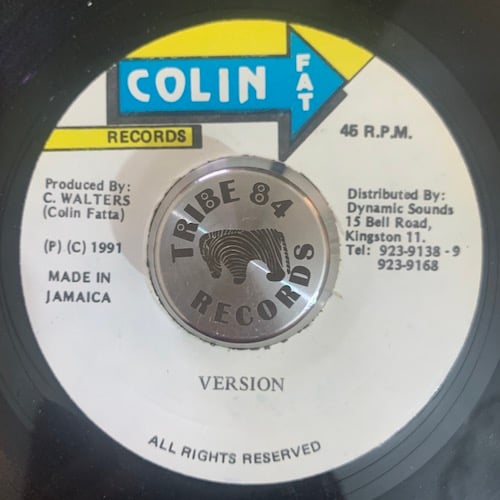 COLIN
FAT
RECORDS
45 R.P.M.
Produced By:
C. WALTERS
(Colin Fatta)
(P) (C) 1991
MADE IN
JAMAICA
TRIBE 84
RECORDS
Distributed By:
Dynamic Sounds
15 Bell Road,
Kingston 11.
Tel: 923-9138 - 9
923-9168
VERSION
ALL RIGHTS RESERVED